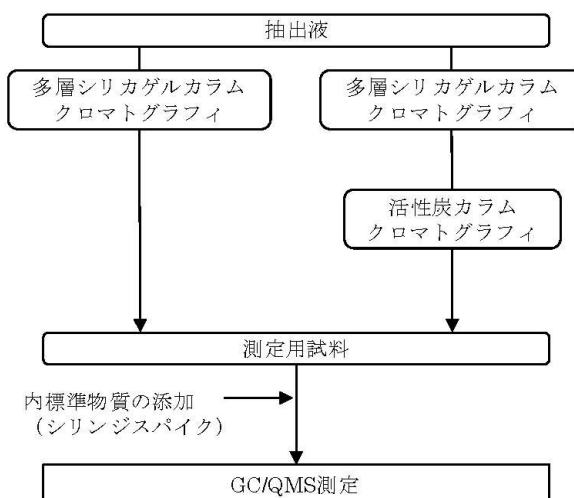 抽出液
多層シリカゲルカラム
クロマトグラフィ
多層シリカゲルカラム
クロマトグラフィ
活性炭カラム
クロマトグラフィ
測定用試料
内標準物質の添加
（シリンジスパイク）
GC/QMS測定